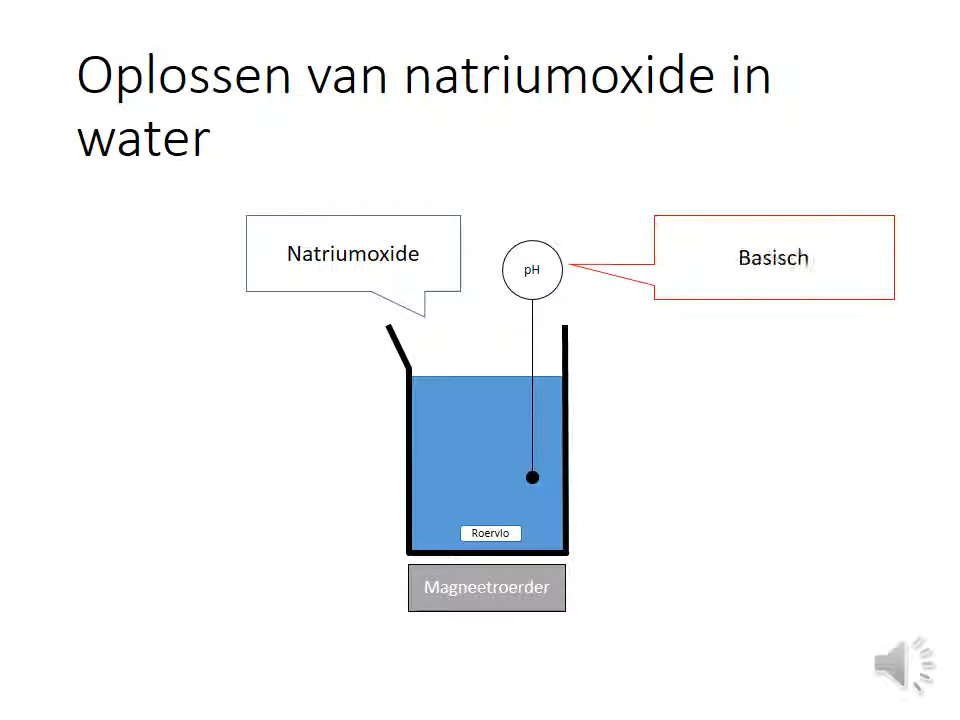 Oplossen van natriumoxide in
water
Natriumoxide
pH
Basisch
Roervlo
Magneetroerder